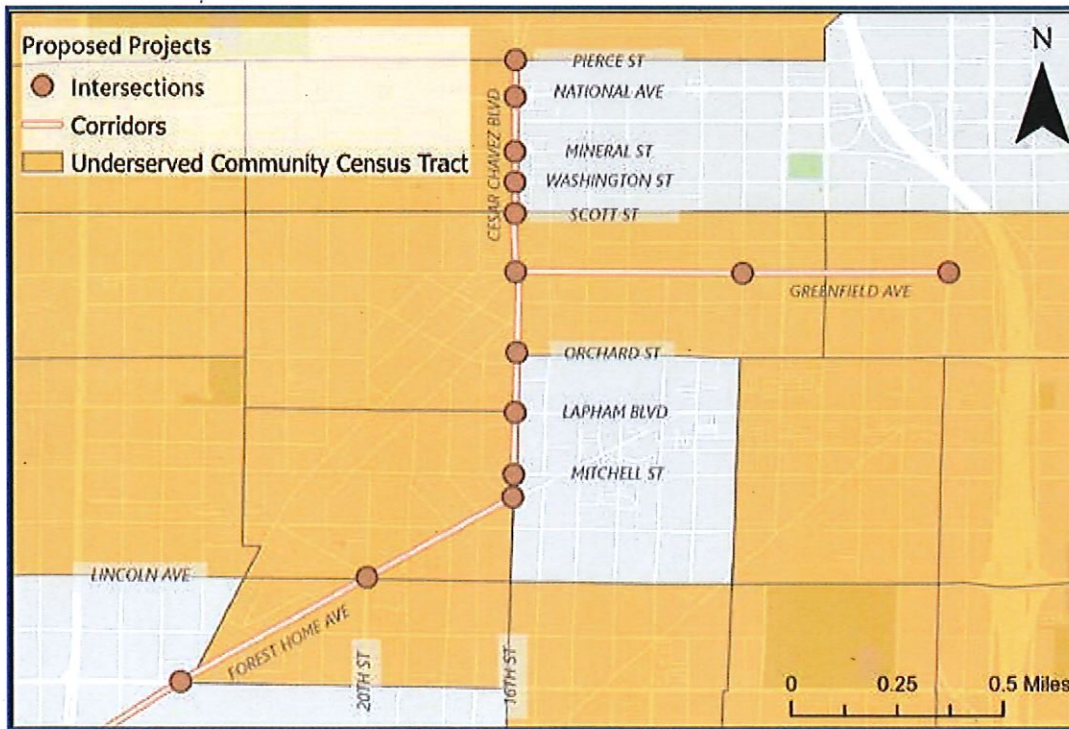 Proposed Projects
Intersections
Corridors
Underserved Community Census Tract
N
PIERCE ST
NATIONAL AVE
CESAR CHAVEZ BLVD
MINERAL ST
WASHINGTON ST
SCOTT ST
GREENFIELD AVE
ORCHARD ST
LAPHAM BLVD
MITCHELL ST
LINCOLN AVE
FOREST HOME AVE
20TH ST
16TH ST
0 0.25 0.5 Miles